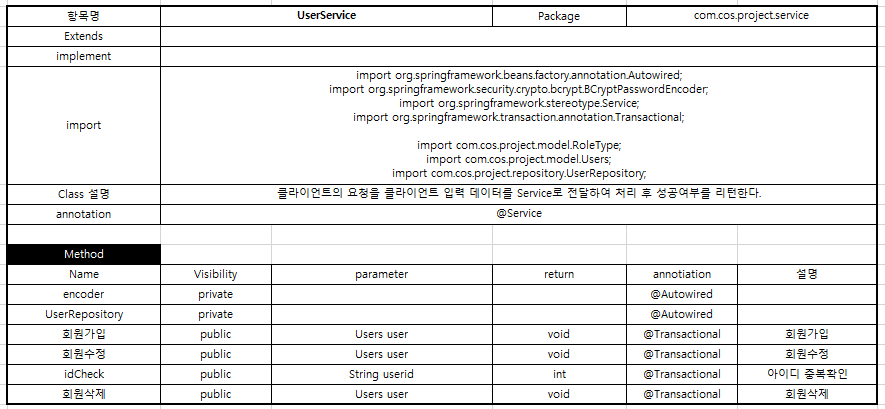 항목명 UserService Package com.cos.project.service
Extends
implement
import org.springframework.beans.factory.annotation.Autowired;
import org.springframework.security.crypto.bcrypt.BCryptPasswordEncoder;
import org.springframework.stereotype.Service;
import org.springframework.transaction.annotation.Transactional;
import
import com.cos.project.model.RoleType;
import com.cos.project.model.Users;
import com.cos.project.repository.UserRepository;
Class 설명 클라이언트의 요청을 클라이언트 입력 데이터를 Service로 전달하여 처리 후 성공여부를 리턴한다.
annotation @Service
Method
Name Visibility parameter return annotiation 설명
encoder private @Autowired
UserRepository private @Autowired
회원가입 public Users user void @Transactional 회원가입
회원수정 public Users user void @Transactional 회원수정
idCheck public String userid int @Transactional 아이디 중복확인
회원삭제 public Users user void @Transactional 회원삭제